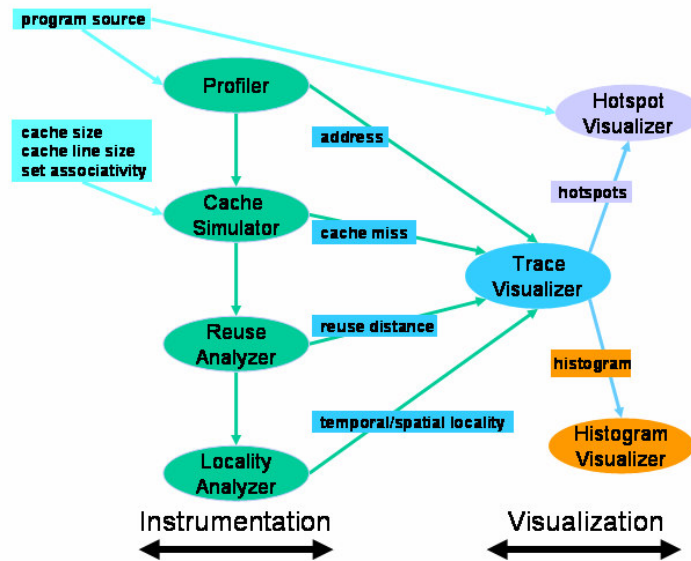 program source
Profiler
Hotspot
Visualizer
cache size
cache line size
set associativity
address
hotspots
Cache
Simulator
cache miss
Trace
Visualizer
Reuse
Analyzer
reuse distance
histogram
temporal/spatial locality
Histogram
Visualizer
Locality
Analyzer
Instrumentation
Visualization